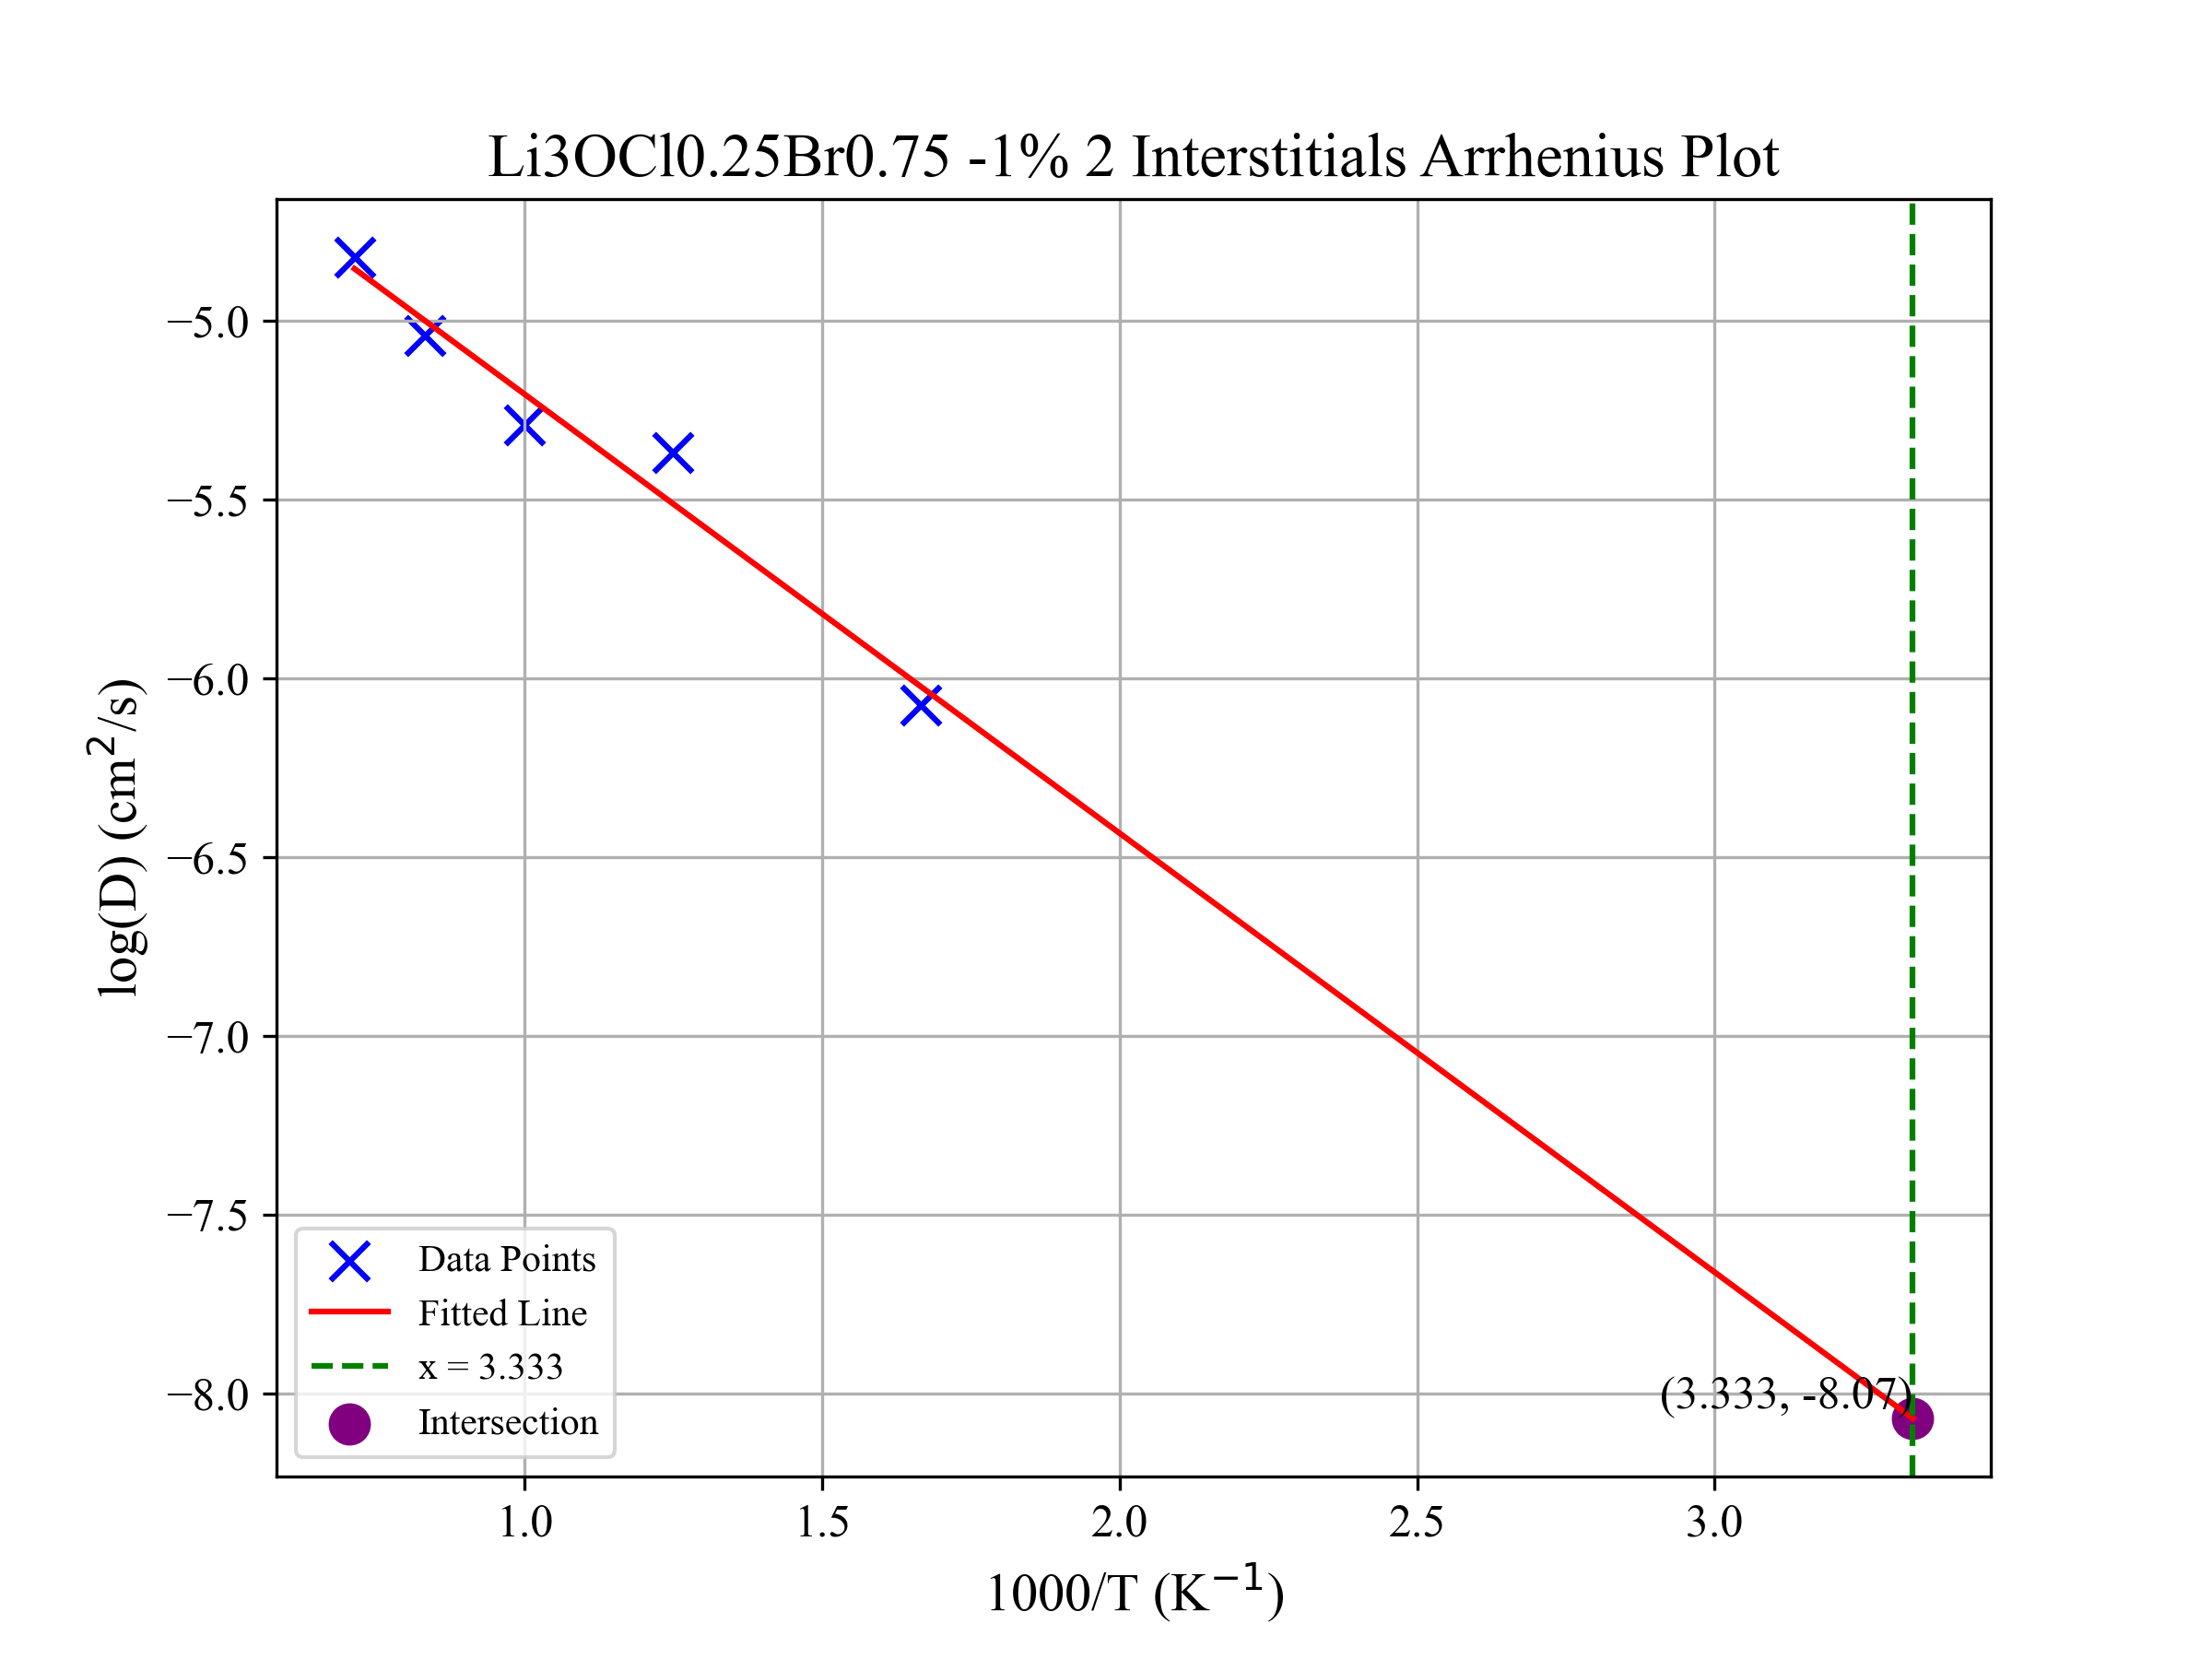 Li3OCl0.25Br0.75 -1% 2 Interstitials Arrhenius Plot
log(D) (cm²/s)
−5.0
−5.5
−6.0
−6.5
−7.0
−7.5
−8.0
Data Points
Fitted Line
x = 3.333
Intersection
(3.333, -8.07)
1.0 1.5 2.0 2.5 3.0
1000/T (K⁻¹)